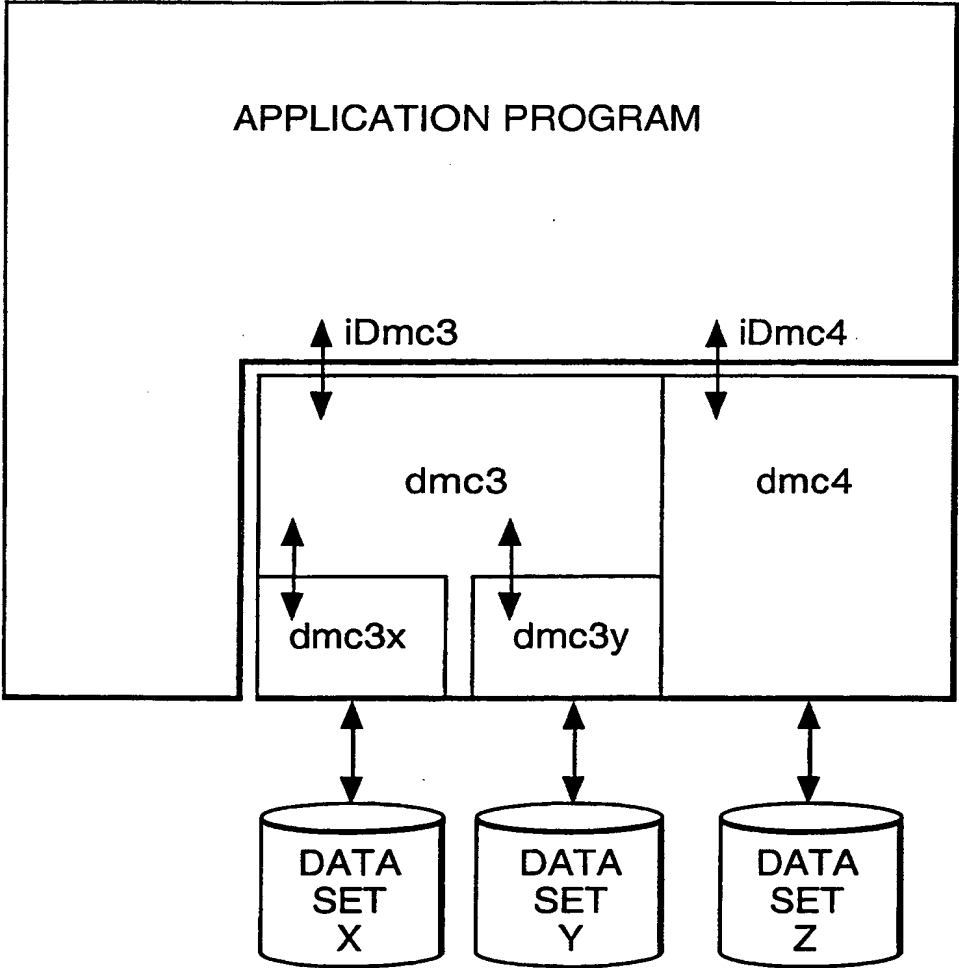 APPLICATION PROGRAM
iDmc3
iDmc4
dmc3
dmc4
dmc3x
dmc3y
DATA
SET
X
DATA
SET
Y
DATA
SET
Z